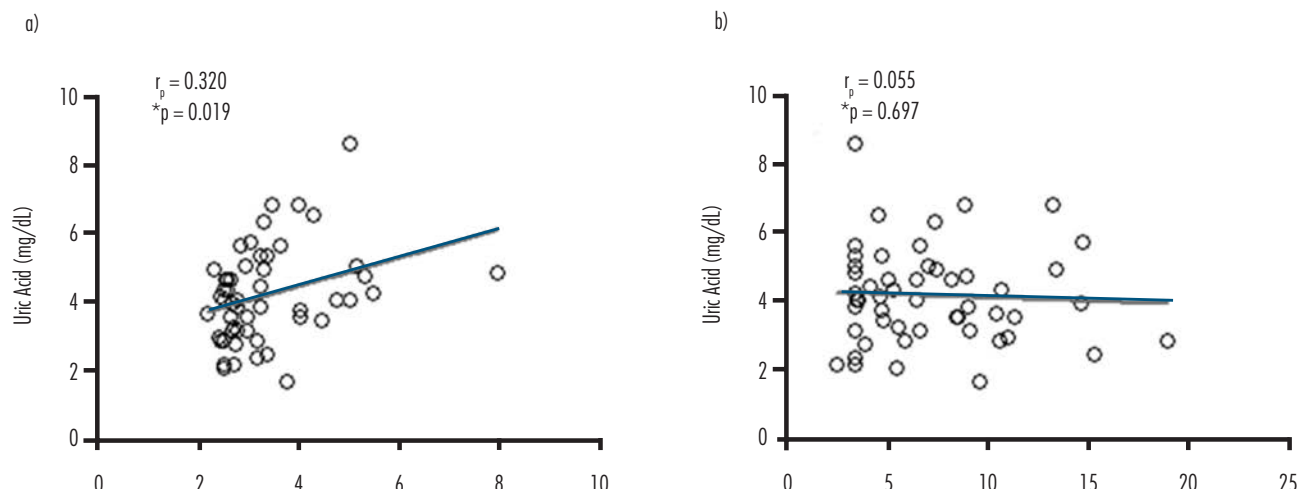 a)
r_p = 0.320
*p = 0.019
Uric Acid (mg/dL)
10
8
6
4
2
0
0 2 4 6 8 10
b)
r_p = 0.055
*p = 0.697
Uric Acid (mg/dL)
10
8
6
4
2
0
0 5 10 15 20 25